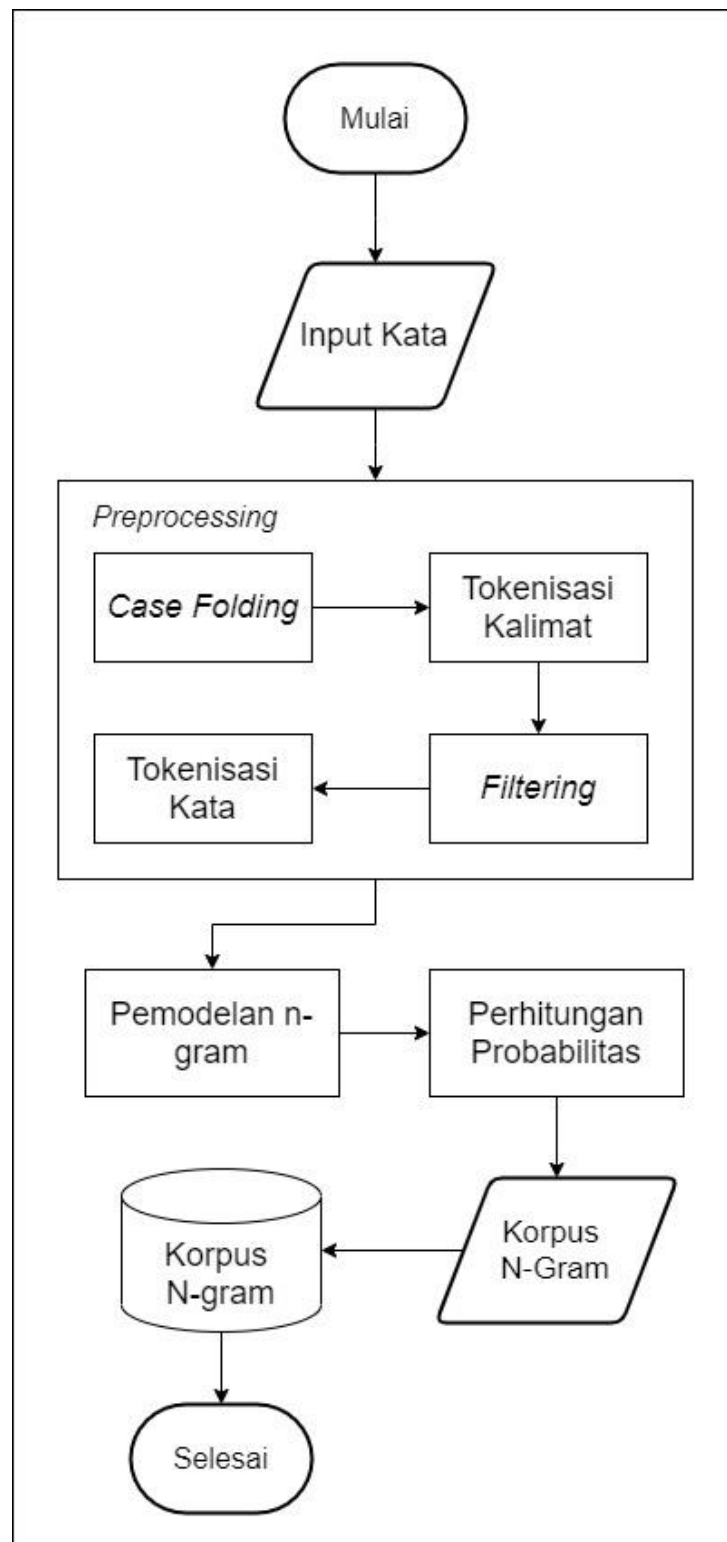 Mulai
Input Kata
Preprocessing
Case Folding
Tokenisasi
Kalimat
Filtering
Tokenisasi
Kata
Pemodelan n-
gram
Perhitungan
Probabilitas
Korpus
N-Gram
Korpus
N-gram
Selesai